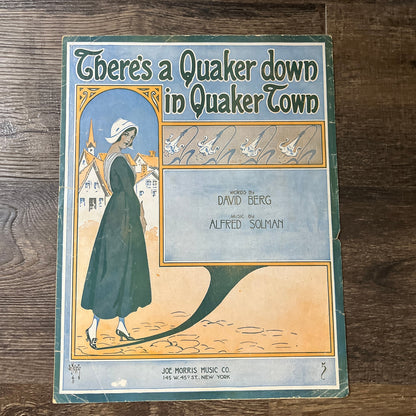 There's a Quaker down
in Quaker Town
WORDS BY
DAVID BERG
MUSIC BY
ALFRED SOLMAN
JOE MORRIS MUSIC CO.
145 W. 45TH ST., NEW YORK